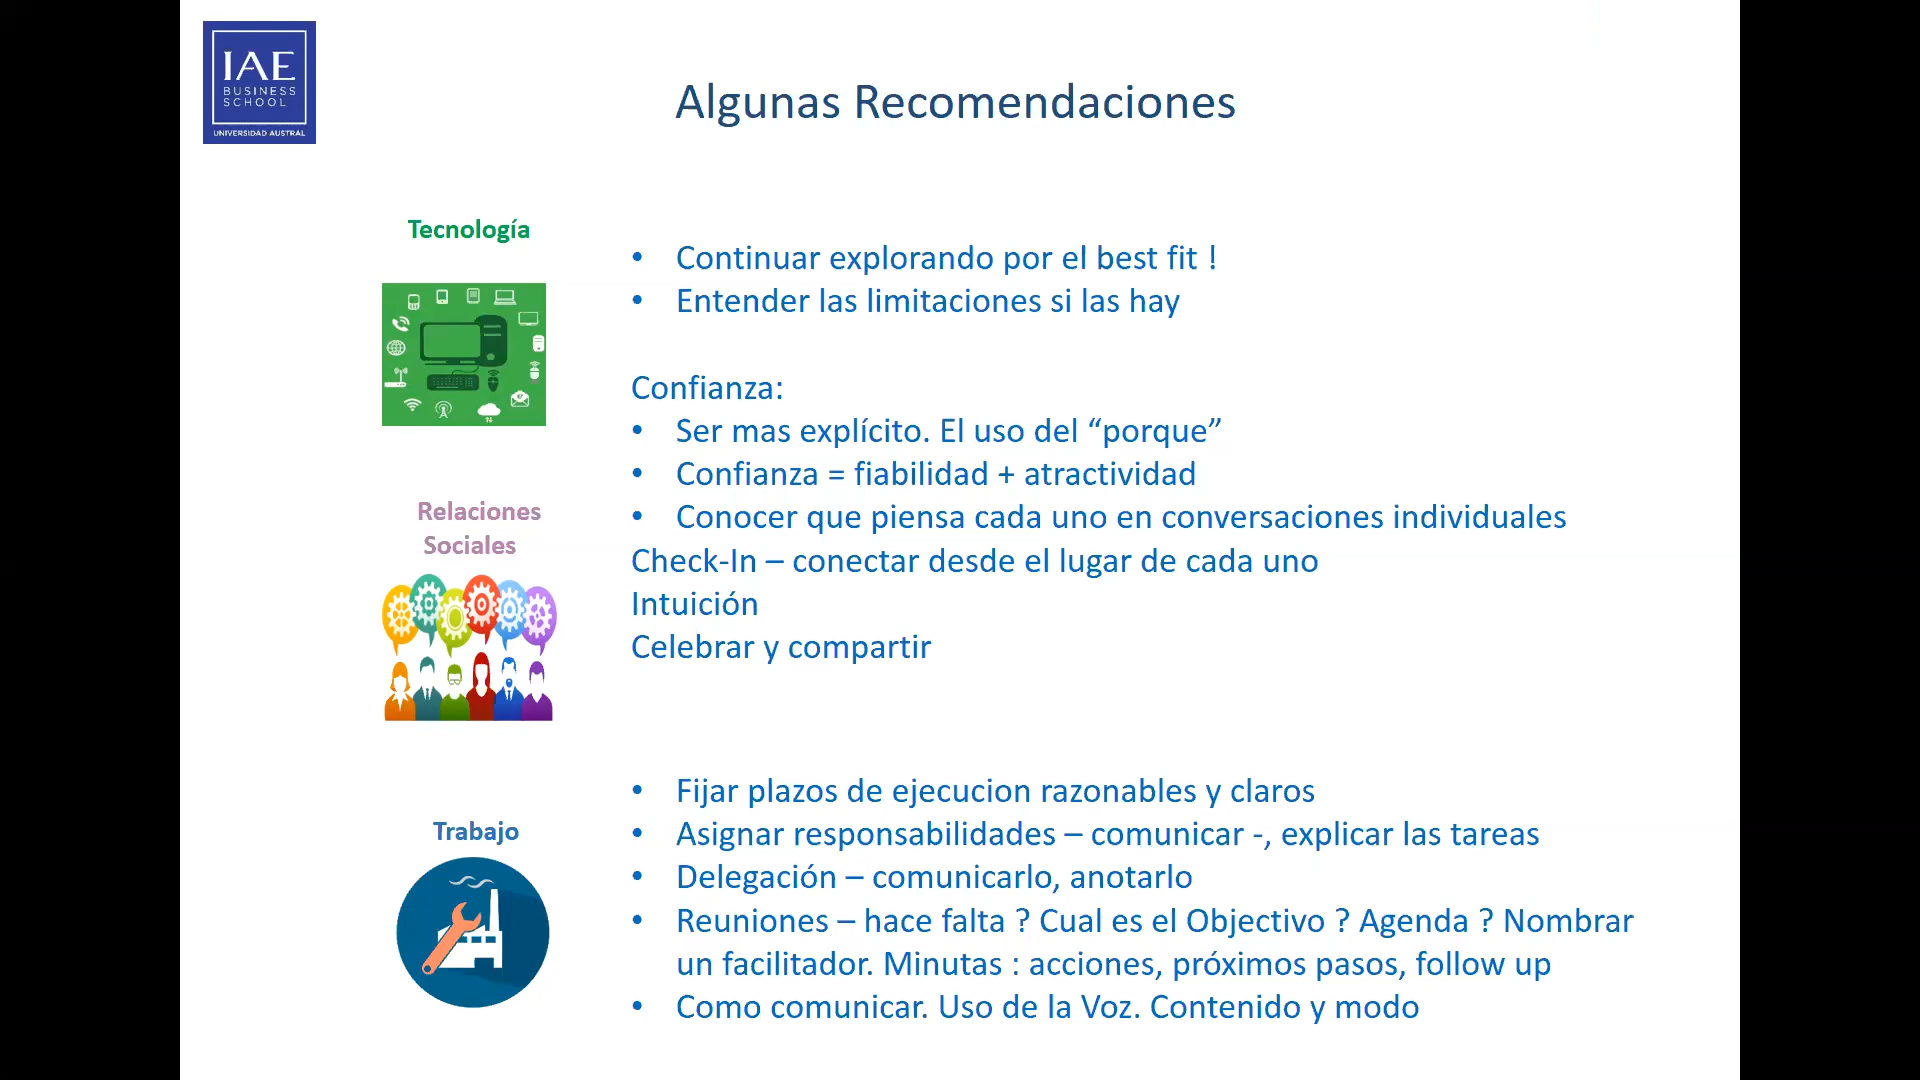 IAE
BUSINESS
SCHOOL
UNIVERSIDAD AUSTRAL
Algunas Recomendaciones
Tecnología
• Continuar explorando por el best fit !
• Entender las limitaciones si las hay
Relaciones
Sociales
Confianza:
• Ser mas explícito. El uso del “porque”
• Confianza = fiabilidad + atractividad
• Conocer que piensa cada uno en conversaciones individuales
Check-In – conectar desde el lugar de cada uno
Intuición
Celebrar y compartir
Trabajo
• Fijar plazos de ejecucion razonables y claros
• Asignar responsabilidades – comunicar -, explicar las tareas
• Delegación – comunicarlo, anotarlo
• Reuniones – hace falta ? Cual es el Objectivo ? Agenda ? Nombrar
un facilitador. Minutas : acciones, próximos pasos, follow up
• Como comunicar. Uso de la Voz. Contenido y modo